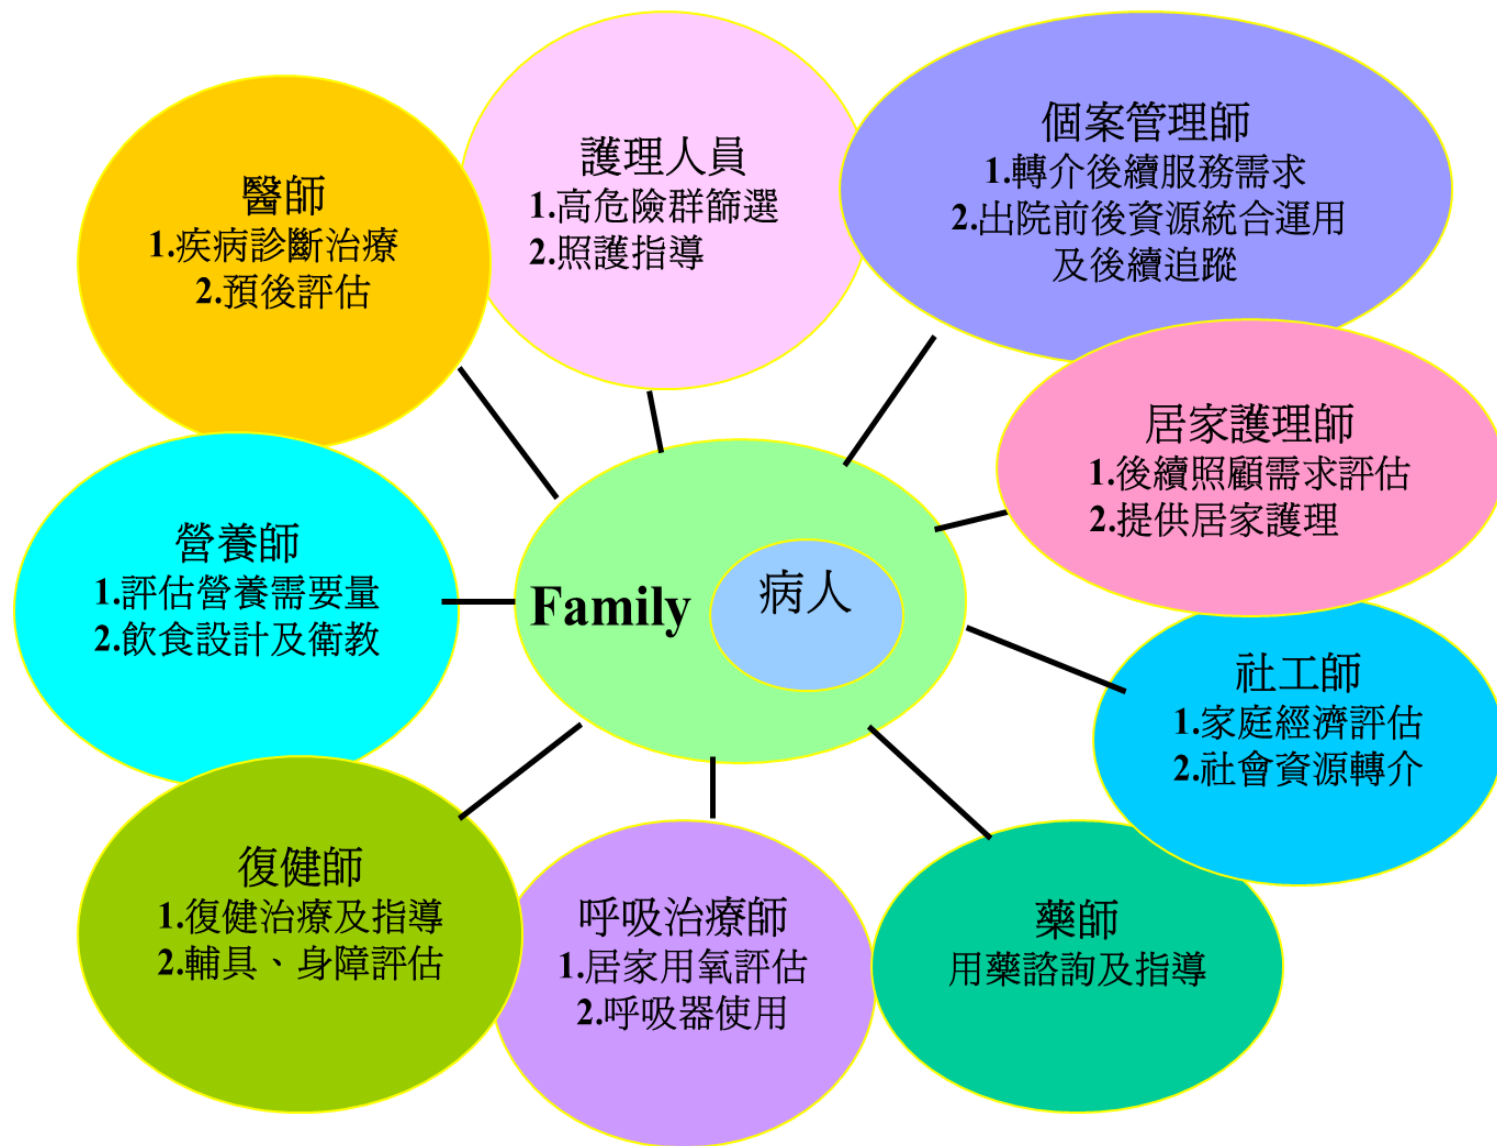 醫師
1.疾病診斷治療
2.預後評估
護理人員
1.高危險群篩選
2.照護指導
個案管理師
1.轉介後續服務需求
2.出院前後資源統合運用
及後續追蹤
居家護理師
1.後續照顧需求評估
2.提供居家護理
社工師
1.家庭經濟評估
2.社會資源轉介
藥師
用藥諮詢及指導
呼吸治療師
1.居家用氧評估
2.呼吸器使用
復健師
1.復健治療及指導
2.輔具、身障評估
營養師
1.評估營養需要量
2.飲食設計及衛教
Family
病人